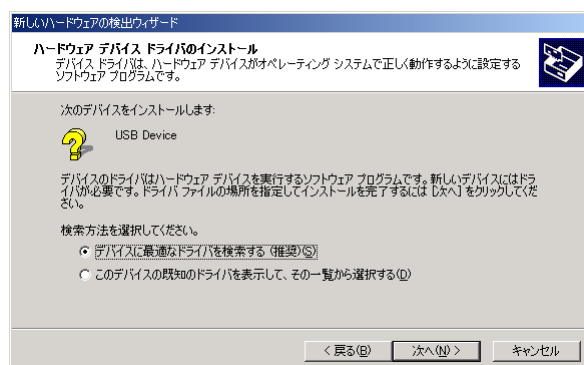 新しいハードウェアの検出ウィザード
ハードウェア デバイス ドライバのインストール
デバイス ドライバは、ハードウェア デバイスがオペレーティング システムで正しく動作するように設定する
ソフトウェア プログラムです。
次のデバイスをインストールします:
USB Device
デバイスのドライバはハードウェア デバイスを実行するソフトウェア プログラムです。新しいデバイスにはドラ
イバが必要です。ドライバ ファイルの場所を指定してインストールを完了するには [次へ] をクリックしてくだ
さい。
検索方法を選択してください。
デバイスに最適なドライバを検索する (推奨)(S)
このデバイスの既知のドライバを表示して、その一覧から選択する(D)
< 戻る(B)
次へ(N) >
キャンセル